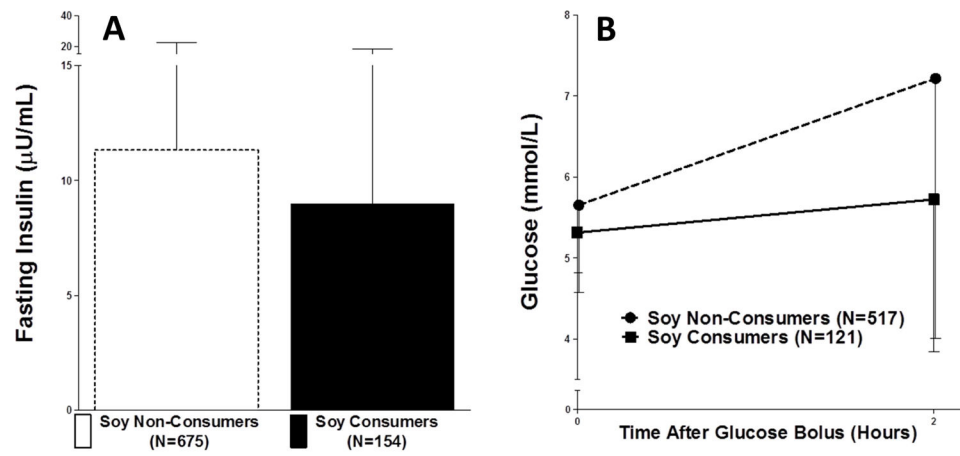 A
Fasting Insulin (µU/mL)
40
20
15
10
5
0
Soy Non-Consumers
(N=675)
Soy Consumers
(N=154)
B
Glucose (mmol/L)
8
7
6
5
4
0
Soy Non-Consumers (N=517)
Soy Consumers (N=121)
0
2
Time After Glucose Bolus (Hours)